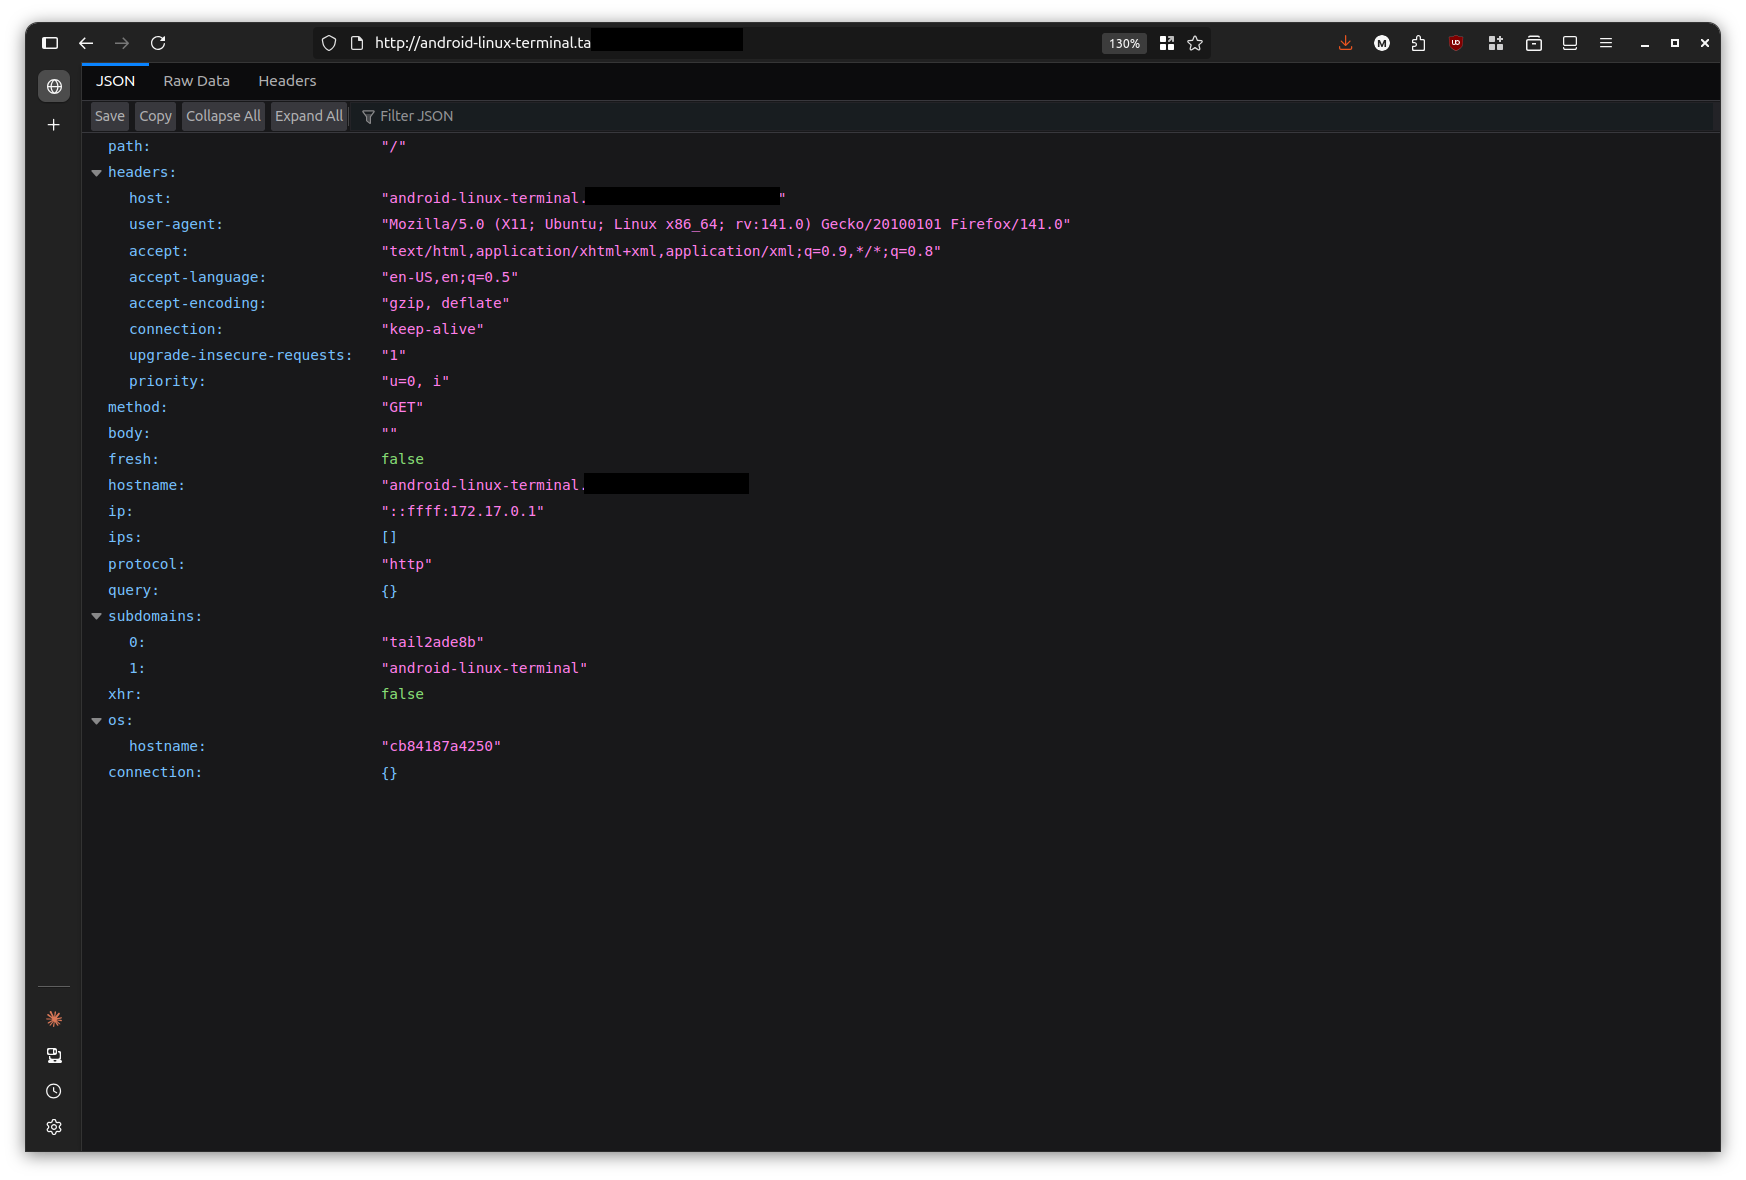 http://android-linux-terminal.ta
130%
JSON Raw Data Headers
Save Copy Collapse All Expand All Filter JSON
path: "/"
headers:
host: "android-linux-terminal. "
user-agent: "Mozilla/5.0 (X11; Ubuntu; Linux x86_64; rv:141.0) Gecko/20100101 Firefox/141.0"
accept: "text/html,application/xhtml+xml,application/xml;q=0.9,*/*;q=0.8"
accept-language: "en-US,en;q=0.5"
accept-encoding: "gzip, deflate"
connection: "keep-alive"
upgrade-insecure-requests: "1"
priority: "u=0, i"
method: "GET"
body: ""
fresh: false
hostname: "android-linux-terminal.
ip: "::ffff:172.17.0.1"
ips: []
protocol: "http"
query: {}
subdomains:
0: "tail2ade8b"
1: "android-linux-terminal"
xhr: false
os:
hostname: "cb84187a4250"
connection: {}